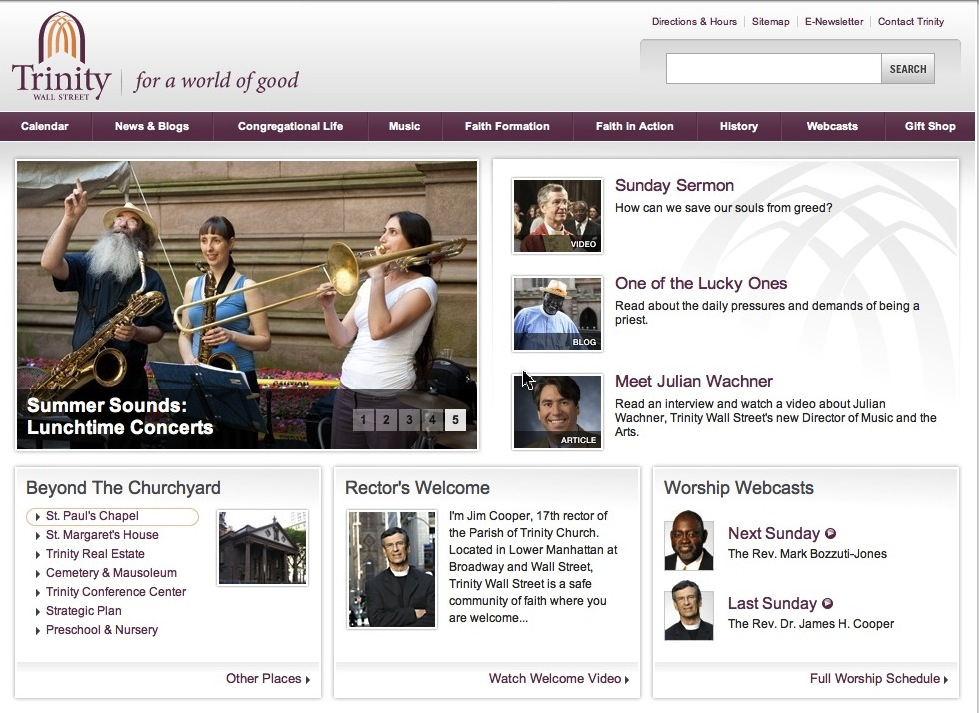 Directions & Hours
Sitemap
E-Newsletter
Contact Trinity
Trinity
WALL STREET
for a world of good
SEARCH
Calendar
News & Blogs
Congregational Life
Music
Faith Formation
Faith in Action
History
Webcasts
Gift Shop
CAUTION
Summer Sounds:
Lunchtime Concerts
1 2 3 4 5
VIDEO
Sunday Sermon
How can we save our souls from greed?
BLOG
One of the Lucky Ones
Read about the daily pressures and demands of being a
priest.
ARTICLE
Meet Julian Wachner
Read an interview and watch a video about Julian
Wachner, Trinity Wall Street's new Director of Music and the
Arts.
Beyond The Churchyard
St. Paul's Chapel
St. Margaret's House
Trinity Real Estate
Cemetery & Mausoleum
Trinity Conference Center
Strategic Plan
Preschool & Nursery
Other Places
Rector's Welcome
I'm Jim Cooper, 17th rector of
the Parish of Trinity Church.
Located in Lower Manhattan at
Broadway and Wall Street,
Trinity Wall Street is a safe
community of faith where you
are welcome...
Watch Welcome Video
Worship Webcasts
Next Sunday
The Rev. Mark Bozzuti-Jones
Last Sunday
The Rev. Dr. James H. Cooper
Full Worship Schedule